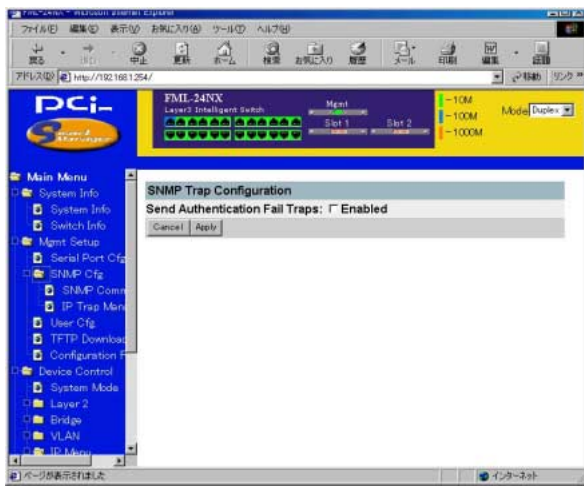 FML-24NX - Microsoft Internet Explorer
ファイル(F) 編集(E) 表示(V) お気に入り(A) ツール(T) ヘルプ(H)
戻る 中止 更新 ホーム 検索 お気に入り 履歴 メール 印刷 編集
アドレス(D) http://192.168.1.254/ 移動 リンク
DCi-
FML-24NX
Layer3 Intelligent Switch
Mgmt
Slot 1 Slot 2
10M
100M
1000M
Mode Duplex
Main Menu
System Info
System Info
Switch Info
Mgmt Setup
Serial Port Cfg
SNMP Cfg
SNMP Comm
IP Trap Man
User Cfg
TFTP Downloa
Configuration F
Device Control
System Mode
Layer 2
Bridge
VLAN
IP Menu
SNMP Trap Configuration
Send Authentication Fail Traps: Enabled
Cancel Apply
ページが表示されました インターネット